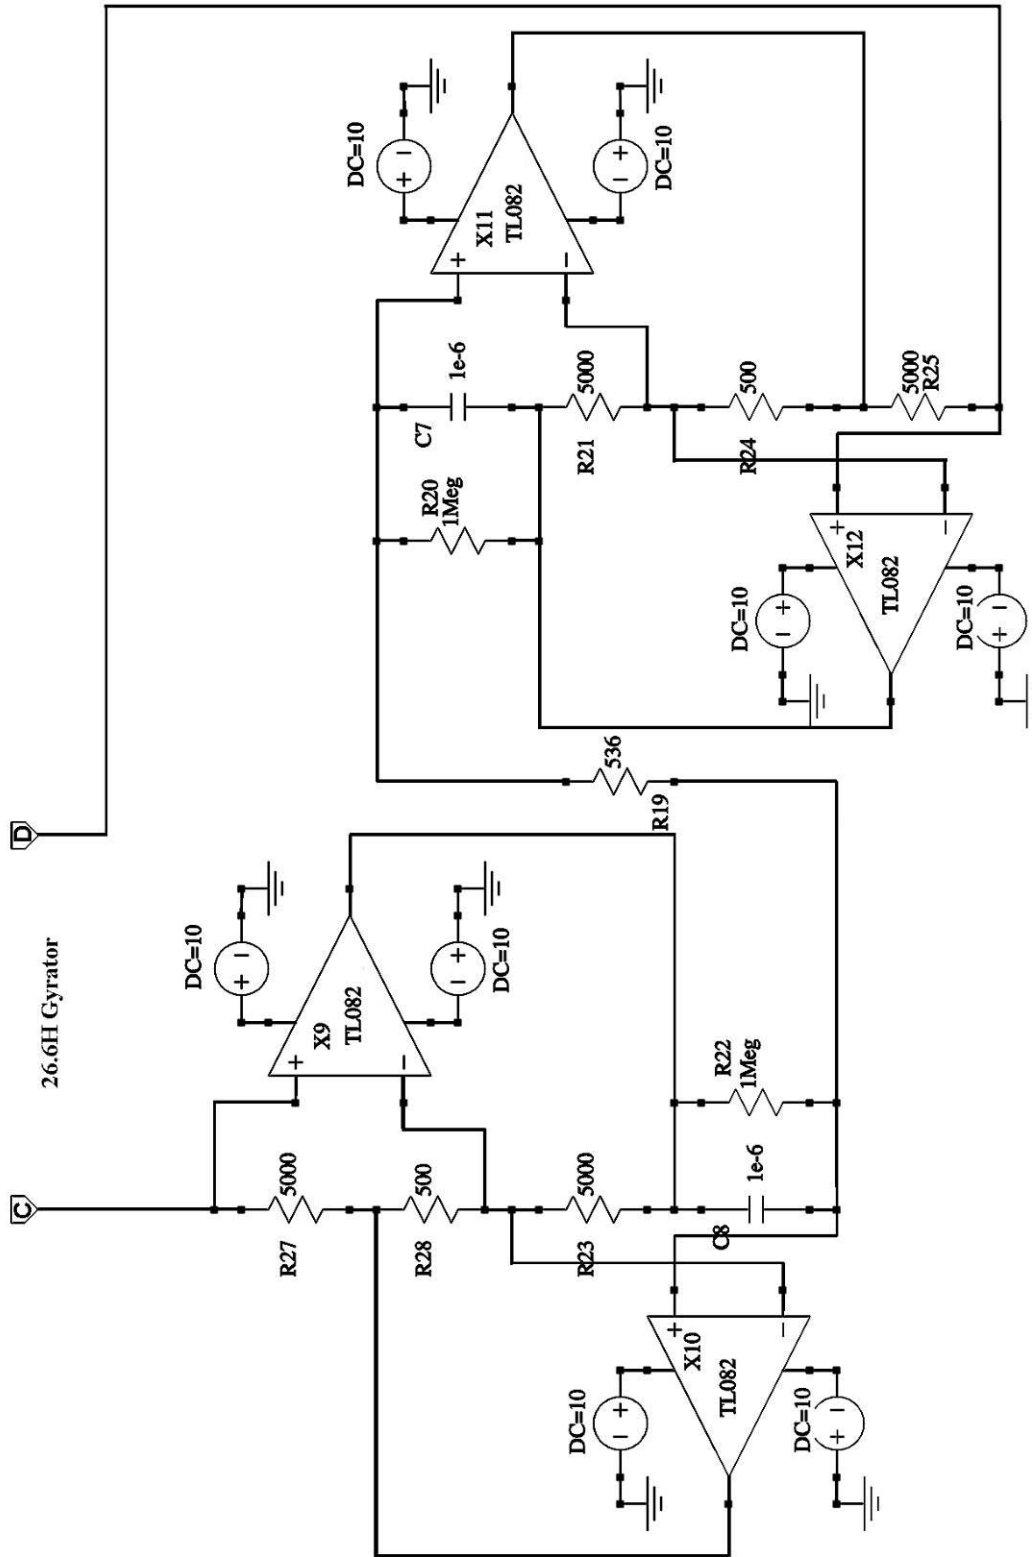 D
C
26.6H Gyrator
DC=10
+ -
X11
TL082
+
-
DC=10
- +
C7
1e-6
R20
1Meg
R21
5000
R24
500
5000
R25
+
-
X12
TL082
DC=10
- +
DC=10
+ -
536
R19
DC=10
+ -
X9
TL082
+
-
DC=10
- +
R22
1Meg
R27
5000
R28
500
R23
5000
C8
1e-6
+
-
X10
TL082
DC=10
- +
DC=10
+ -